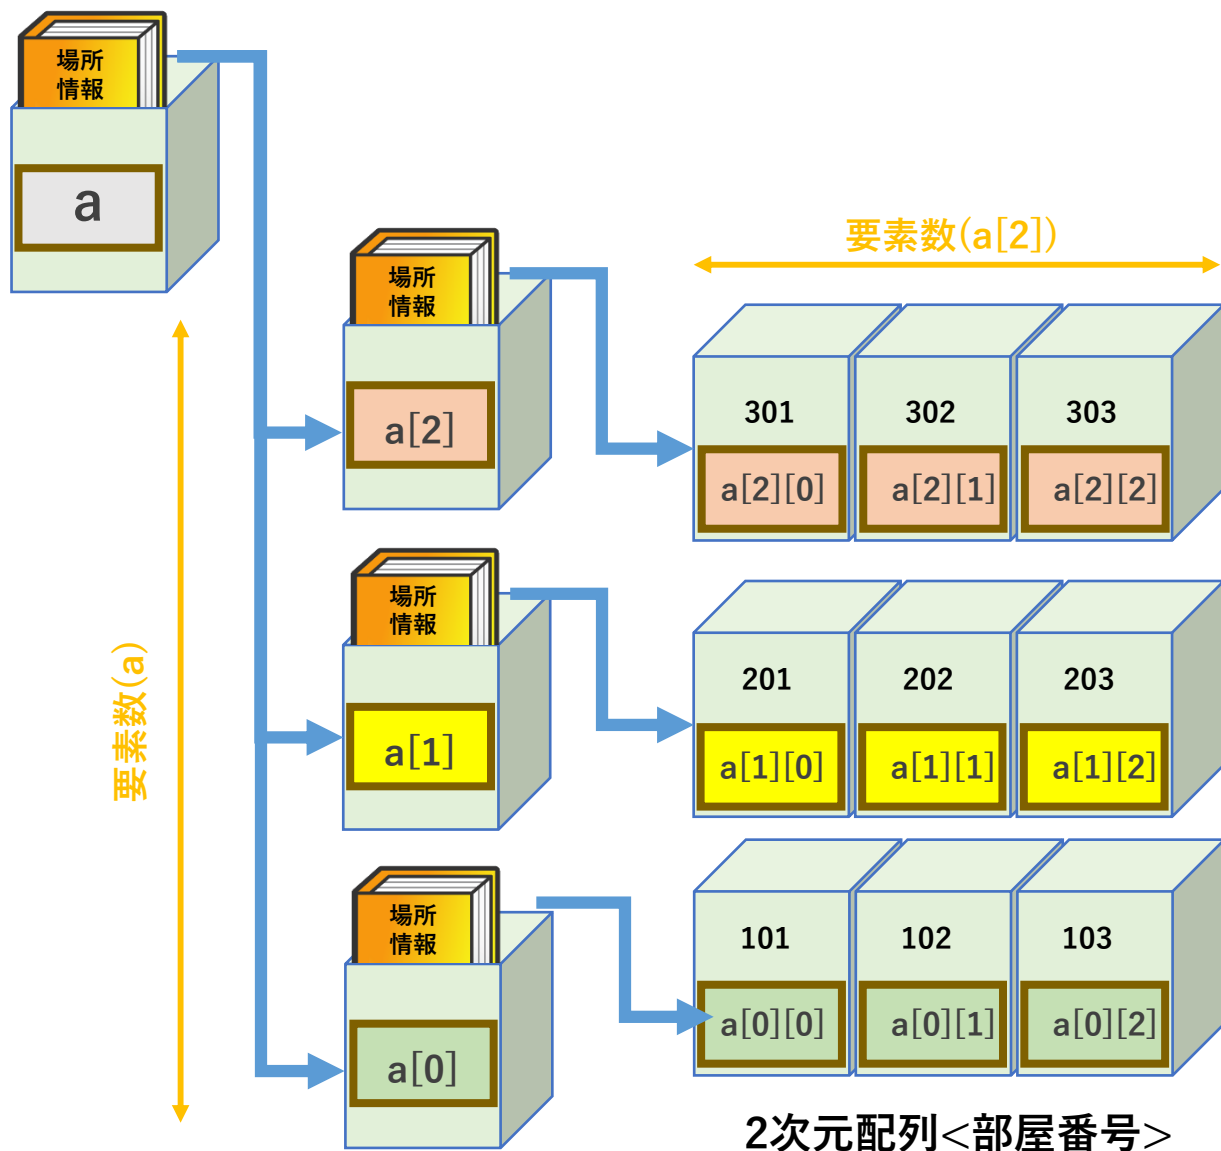 場所
情報
a
要素数(a)
場所
情報
a[2]
要素数(a[2])
301 302 303
a[2][0] a[2][1] a[2][2]
場所
情報
a[1]
201 202 203
a[1][0] a[1][1] a[1][2]
場所
情報
a[0]
101 102 103
a[0][0] a[0][1] a[0][2]
2次元配列<部屋番号>